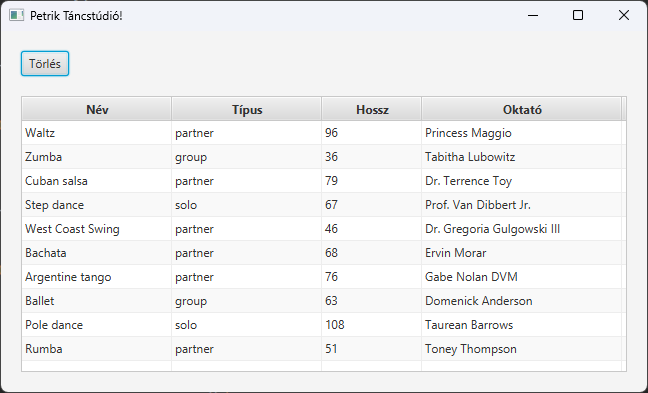 Petrik Táncstúdió!
Törlés
Név Típus Hossz Oktató
Waltz partner 96 Princess Maggio
Zumba group 36 Tabitha Lubowitz
Cuban salsa partner 79 Dr. Terrence Toy
Step dance solo 67 Prof. Van Dibbert Jr.
West Coast Swing partner 46 Dr. Gregoria Gulgowski III
Bachata partner 68 Ervin Morar
Argentine tango partner 76 Gabe Nolan DVM
Ballet group 63 Domenick Anderson
Pole dance solo 108 Taurean Barrows
Rumba partner 51 Toney Thompson